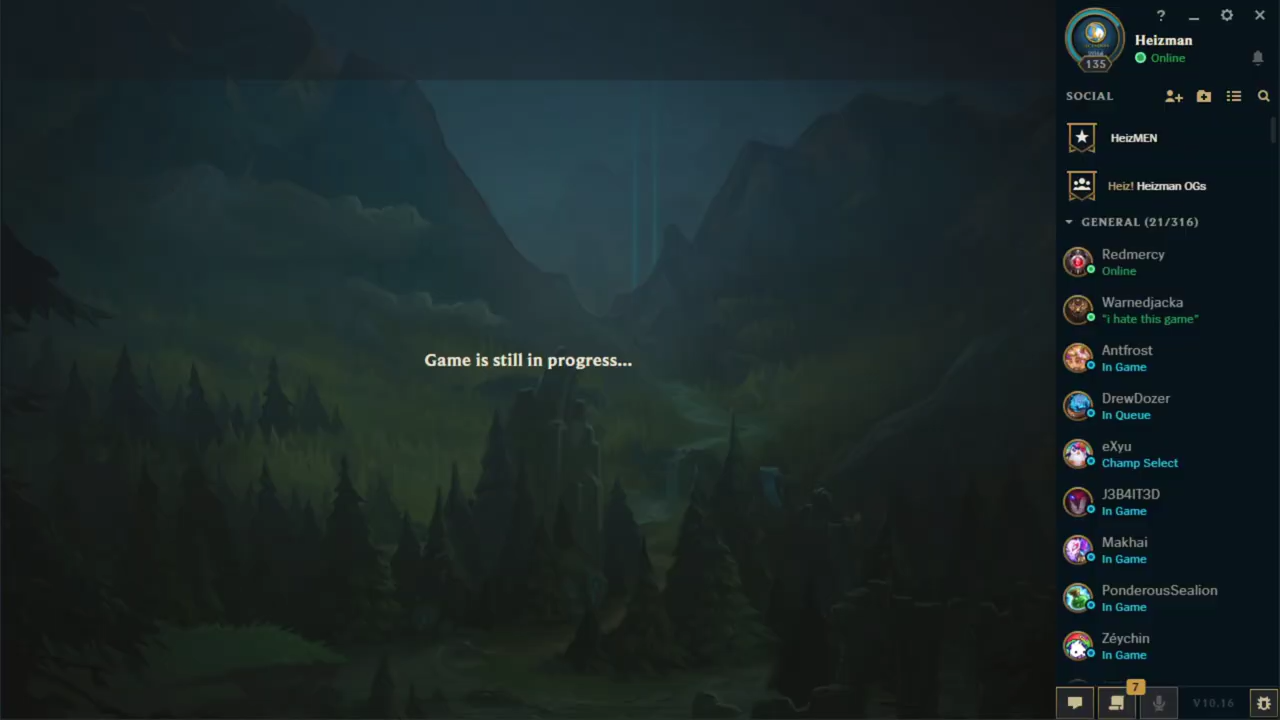 ?
Heizman
135
Online
SOCIAL
HeizMEN
Heiz! Heizman OGs
GENERAL (21/316)
Redmercy
Online
Warnedjacka
"i hate this game"
Antfrost
In Game
DrewDozer
In Queue
eXyu
Champ Select
J3B4IT3D
In Game
Makhai
In Game
PonderousSealion
In Game
Zéychin
In Game
Game is still in progress...
7
V10.16